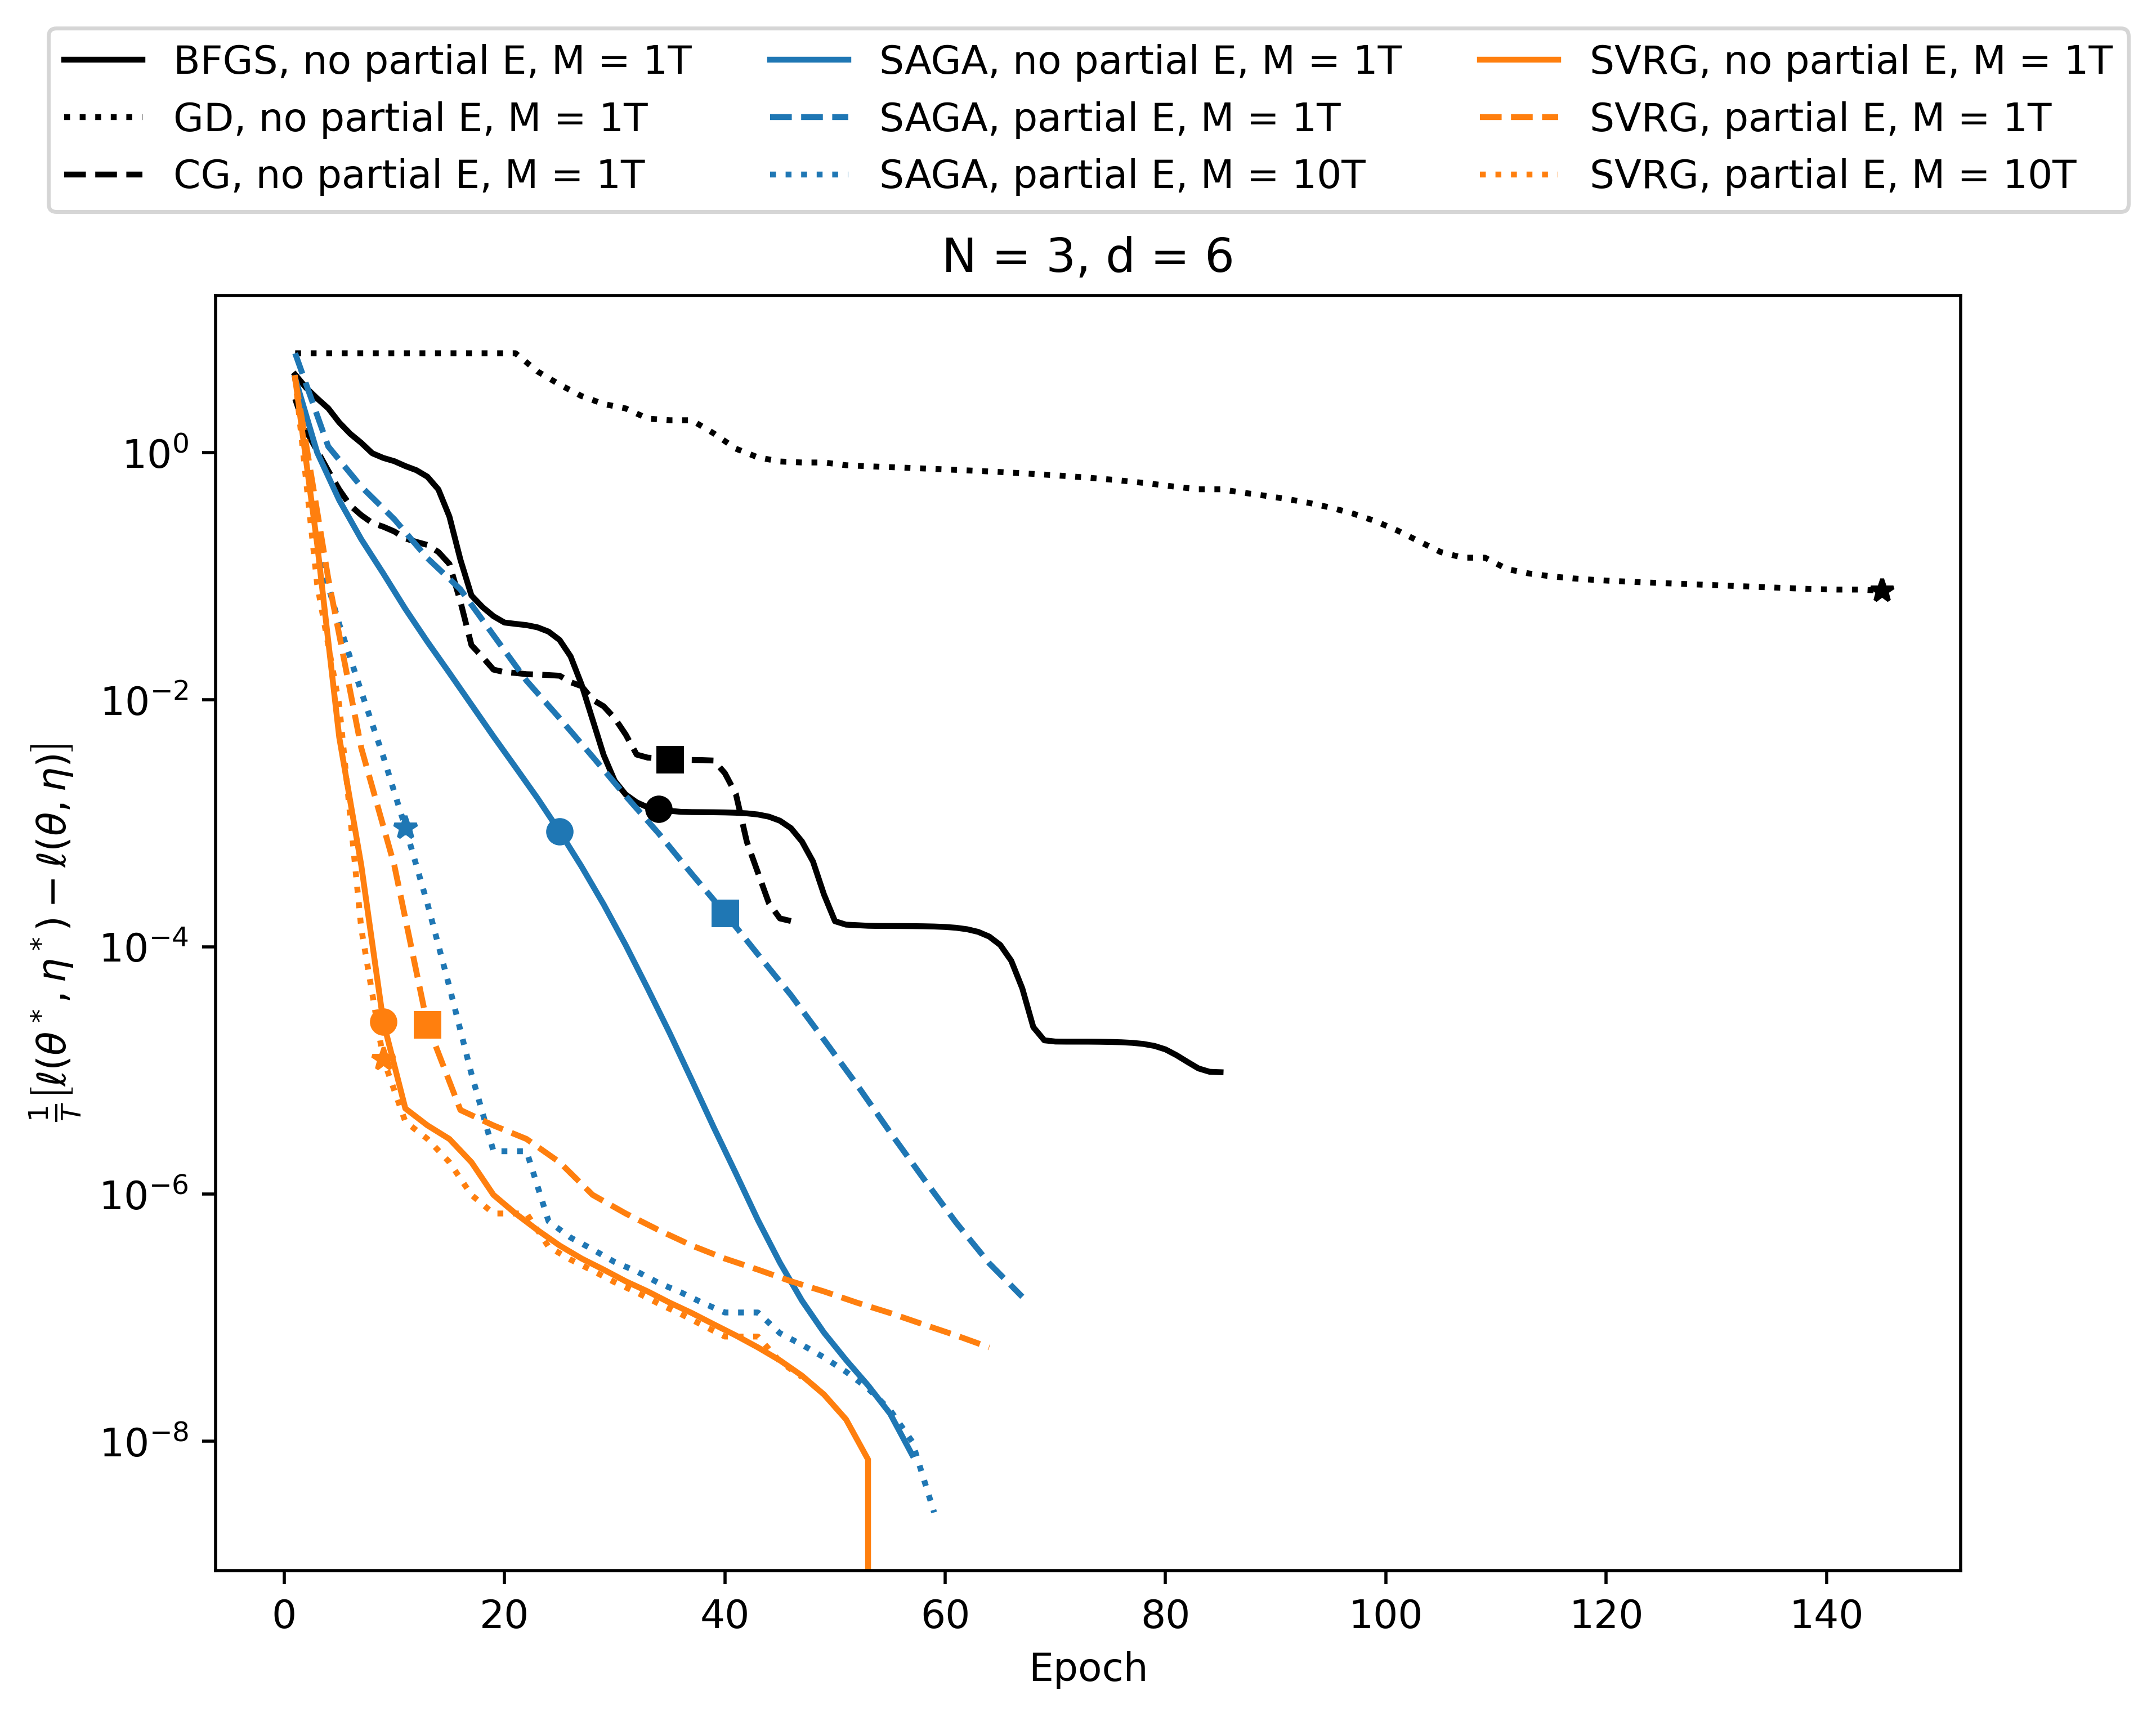 BFGS, no partial E, M = 1T
GD, no partial E, M = 1T
CG, no partial E, M = 1T
SAGA, no partial E, M = 1T
SAGA, partial E, M = 1T
SAGA, partial E, M = 10T
SVRG, no partial E, M = 1T
SVRG, partial E, M = 1T
SVRG, partial E, M = 10T
N = 3, d = 6
10⁰
10⁻²
10⁻⁴
10⁻⁶
10⁻⁸
1/T [ℓ(θ*, η*) − ℓ(θ, η)]
0 20 40 60 80 100 120 140
Epoch